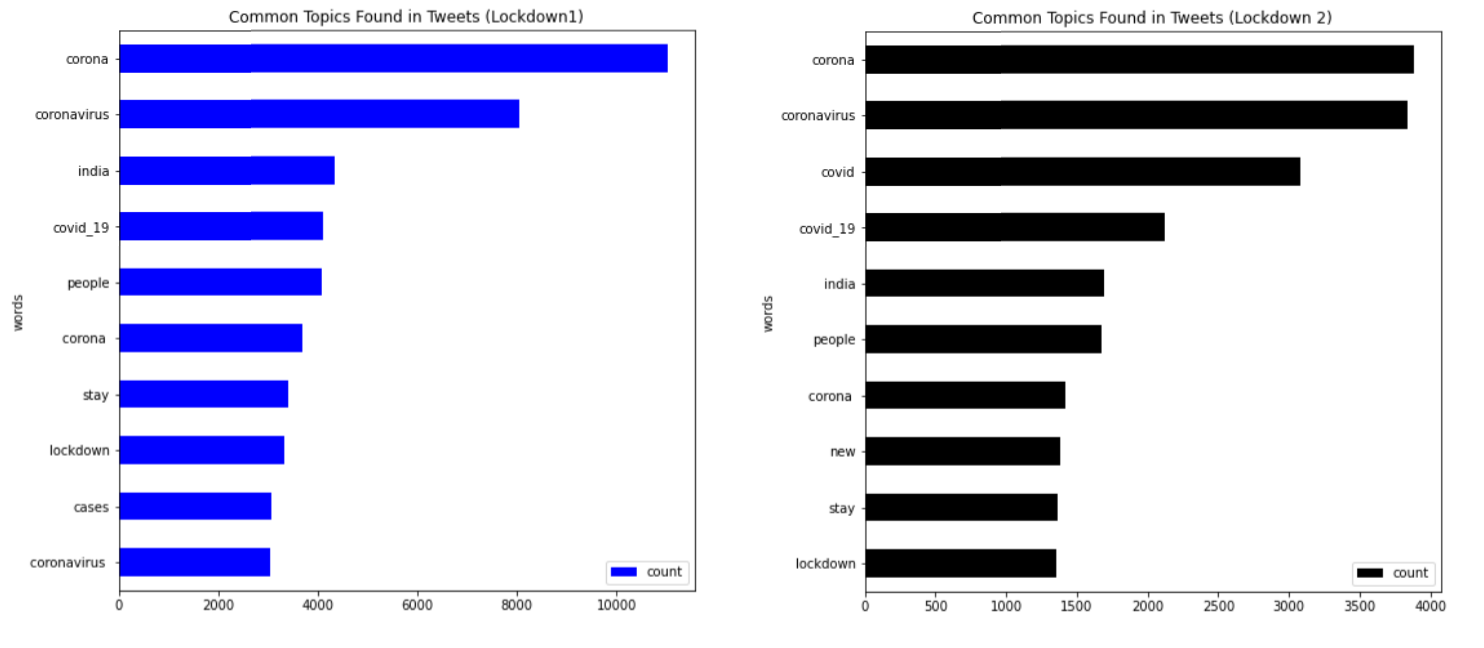 Common Topics Found in Tweets (Lockdown1)
words
corona
coronavirus
india
covid_19
people
corona
stay
lockdown
cases
coronavirus
count
0 2000 4000 6000 8000 10000
Common Topics Found in Tweets (Lockdown 2)
words
corona
coronavirus
covid
covid_19
india
people
corona
new
stay
lockdown
count
0 500 1000 1500 2000 2500 3000 3500 4000